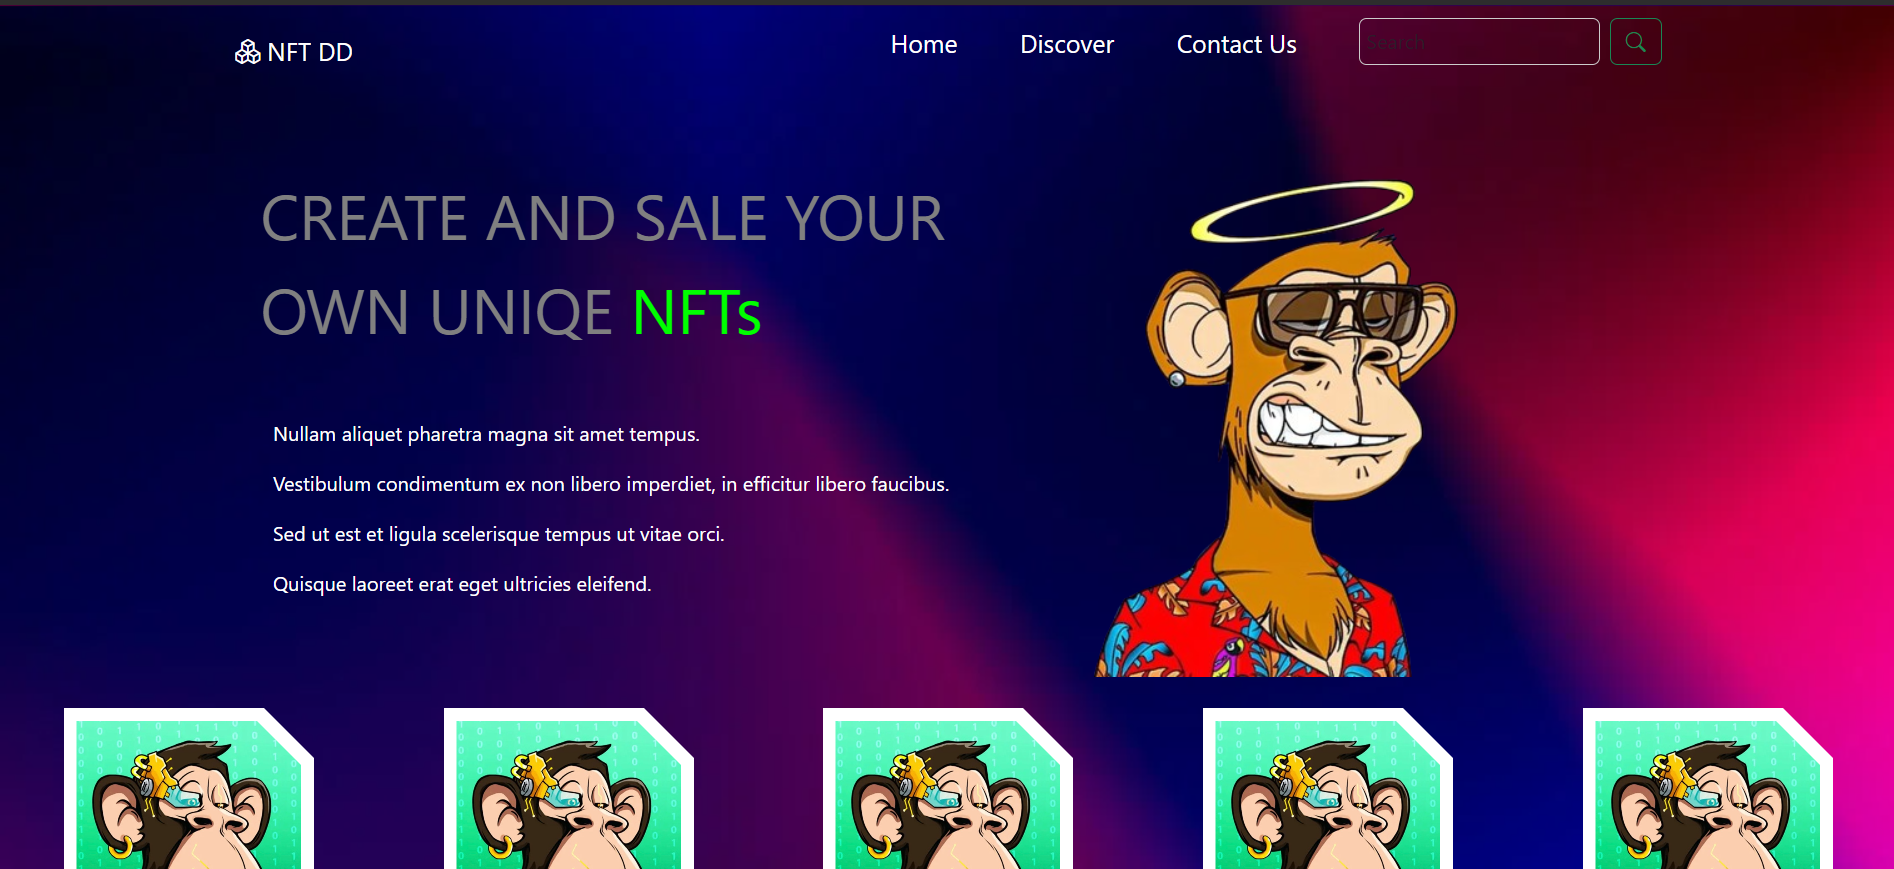 NFT DD
Home
Discover
Contact Us
Search
CREATE AND SALE YOUR
OWN UNIQE NFTs
Nullam aliquet pharetra magna sit amet tempus.
Vestibulum condimentum ex non libero imperdiet, in efficitur libero faucibus.
Sed ut est et ligula scelerisque tempus ut vitae orci.
Quisque laoreet erat eget ultricies eleifend.